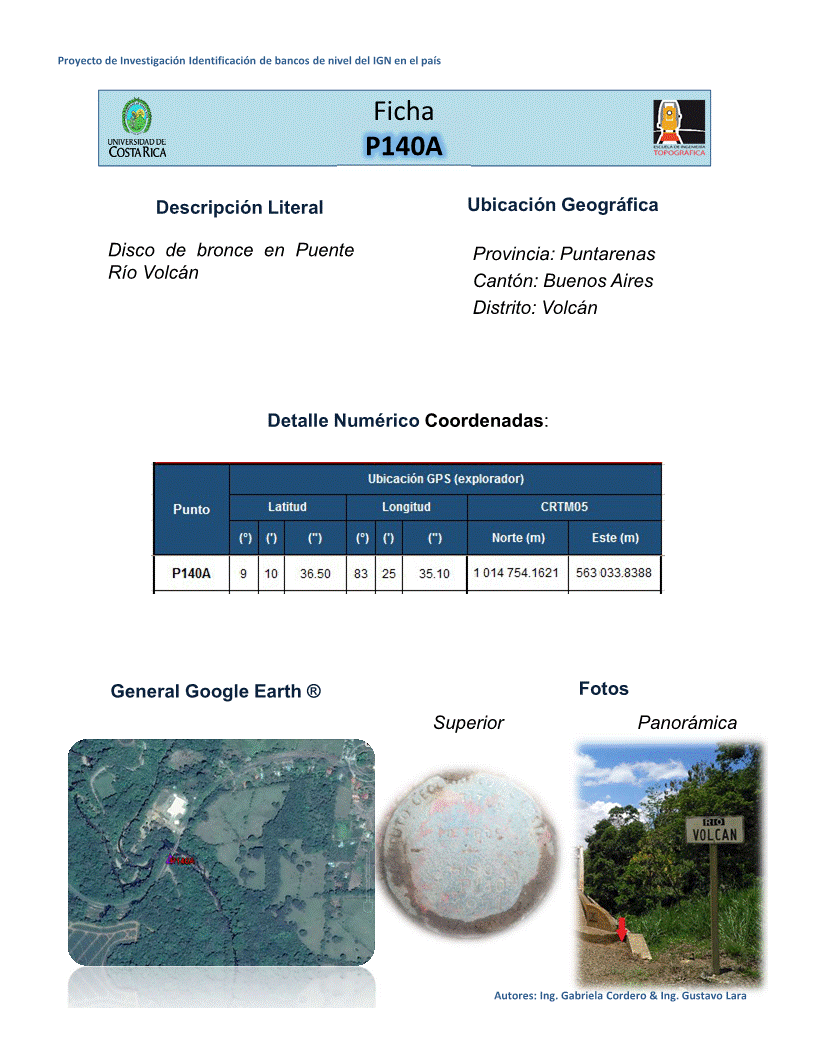 Proyecto de Investigación Identificación de bancos de nivel del IGN en el país
Ficha
P140A
UNIVERSIDAD DE
COSTA RICA
ESCUELA DE INGENIERIA
TOPOGRAFICA
Descripción Literal
Disco de bronce en Puente
Río Volcán
Ubicación Geográfica
Provincia: Puntarenas
Cantón: Buenos Aires
Distrito: Volcán
Detalle Numérico Coordenadas:
Punto
Ubicación GPS (explorador)
Latitud Longitud CRTM05
(°) (') (") (°) (') (") Norte (m) Este (m)
P140A 9 10 36.50 83 25 35.10 1 014 754.1621 563 033.8388
General Google Earth ®
Fotos
Superior Panorámica
P140A
RIO
VOLCAN
Autores: Ing. Gabriela Cordero & Ing. Gustavo Lara